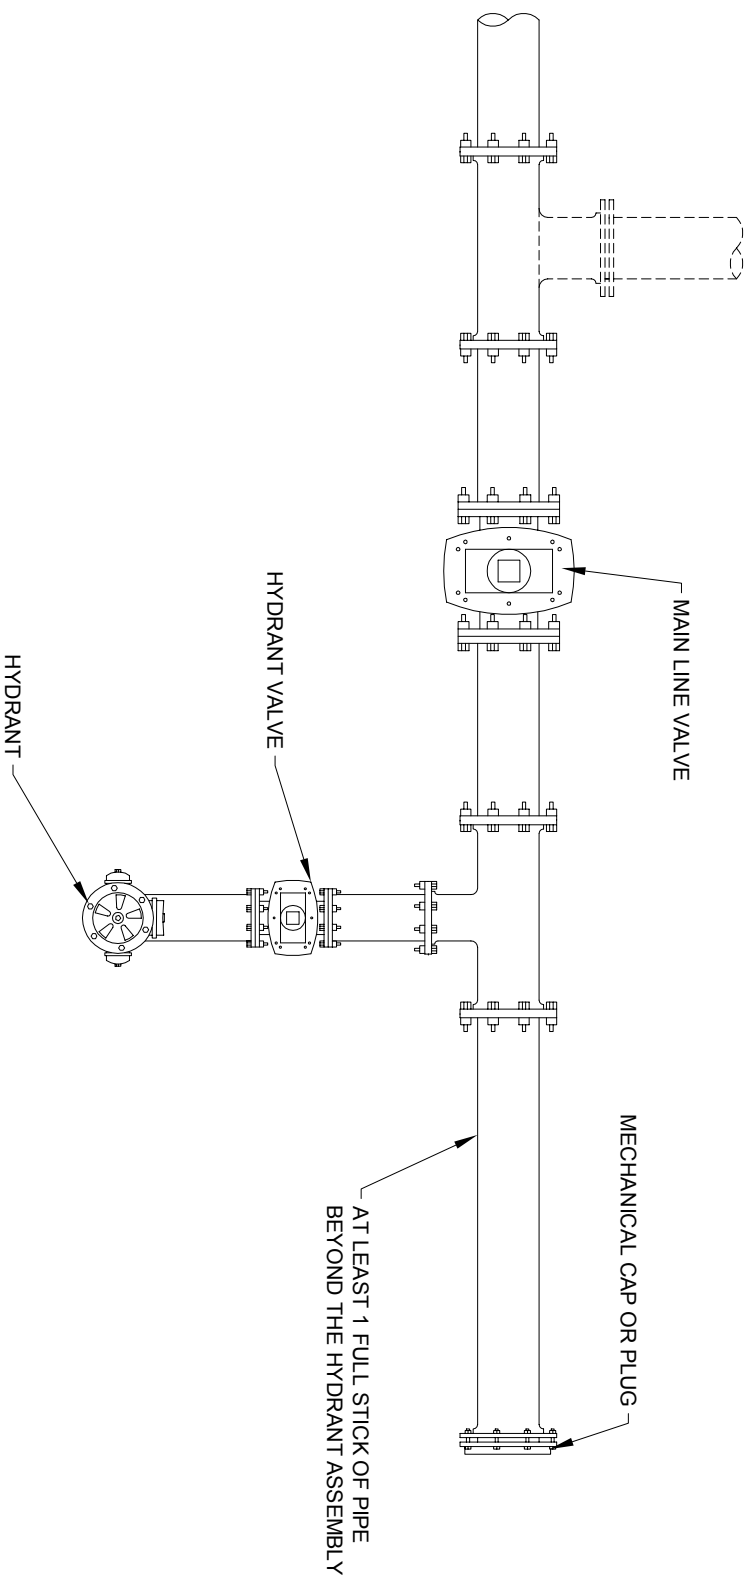 MAIN LINE VALVE
HYDRANT VALVE
HYDRANT
MECHANICAL CAP OR PLUG
AT LEAST 1 FULL STICK OF PIPE
BEYOND THE HYDRANT ASSEMBLY